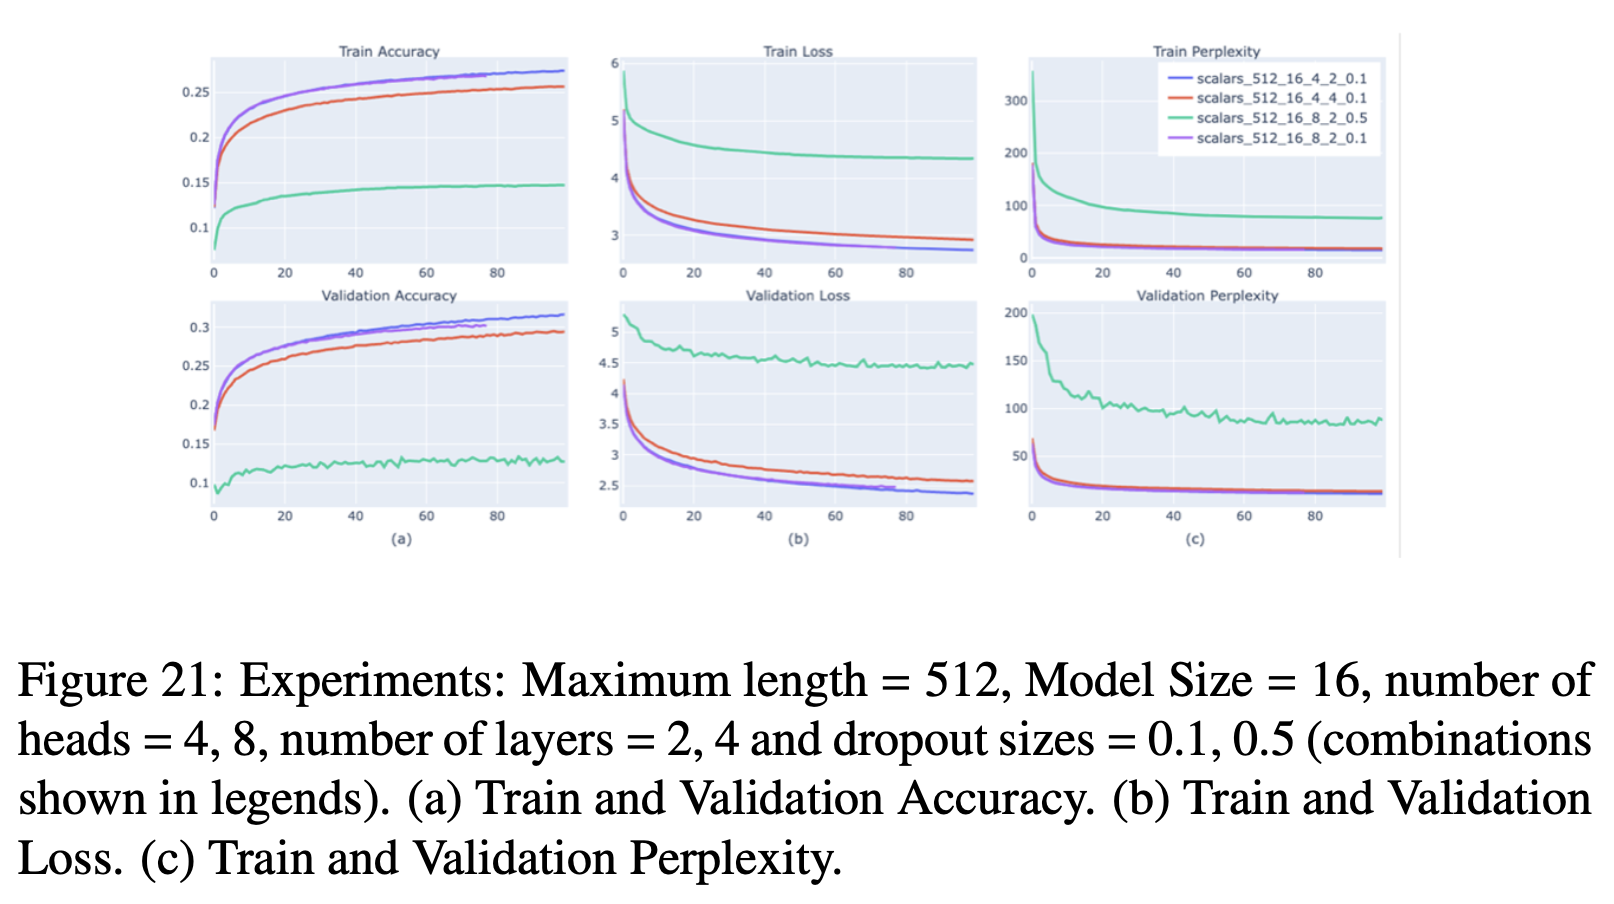 Train Accuracy
Train Loss
Train Perplexity
0.25
0.2
0.15
0.1
0 20 40 60 80
6
5
4
3
0 20 40 60 80
300
200
100
0
0 20 40 60 80
scalars_512_16_4_2_0.1
scalars_512_16_4_4_0.1
scalars_512_16_8_2_0.5
scalars_512_16_8_2_0.1
Validation Accuracy
Validation Loss
Validation Perplexity
0.3
0.25
0.2
0.15
0.1
0 20 40 60 80
(a)
5
4.5
4
3.5
3
2.5
0 20 40 60 80
(b)
200
150
100
50
0 20 40 60 80
(c)
Figure 21: Experiments: Maximum length = 512, Model Size = 16, number of
heads = 4, 8, number of layers = 2, 4 and dropout sizes = 0.1, 0.5 (combinations
shown in legends). (a) Train and Validation Accuracy. (b) Train and Validation
Loss. (c) Train and Validation Perplexity.